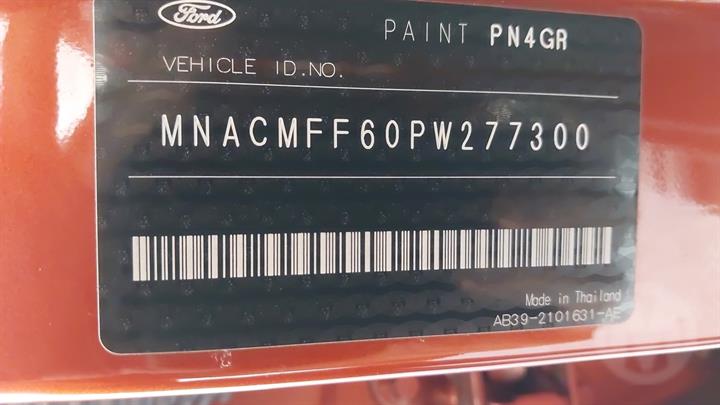 Ford
PAINT PN4GR
VEHICLE ID.NO.
MNACMFF60PW277300
Made in Thailand
AB39-2101631-AE